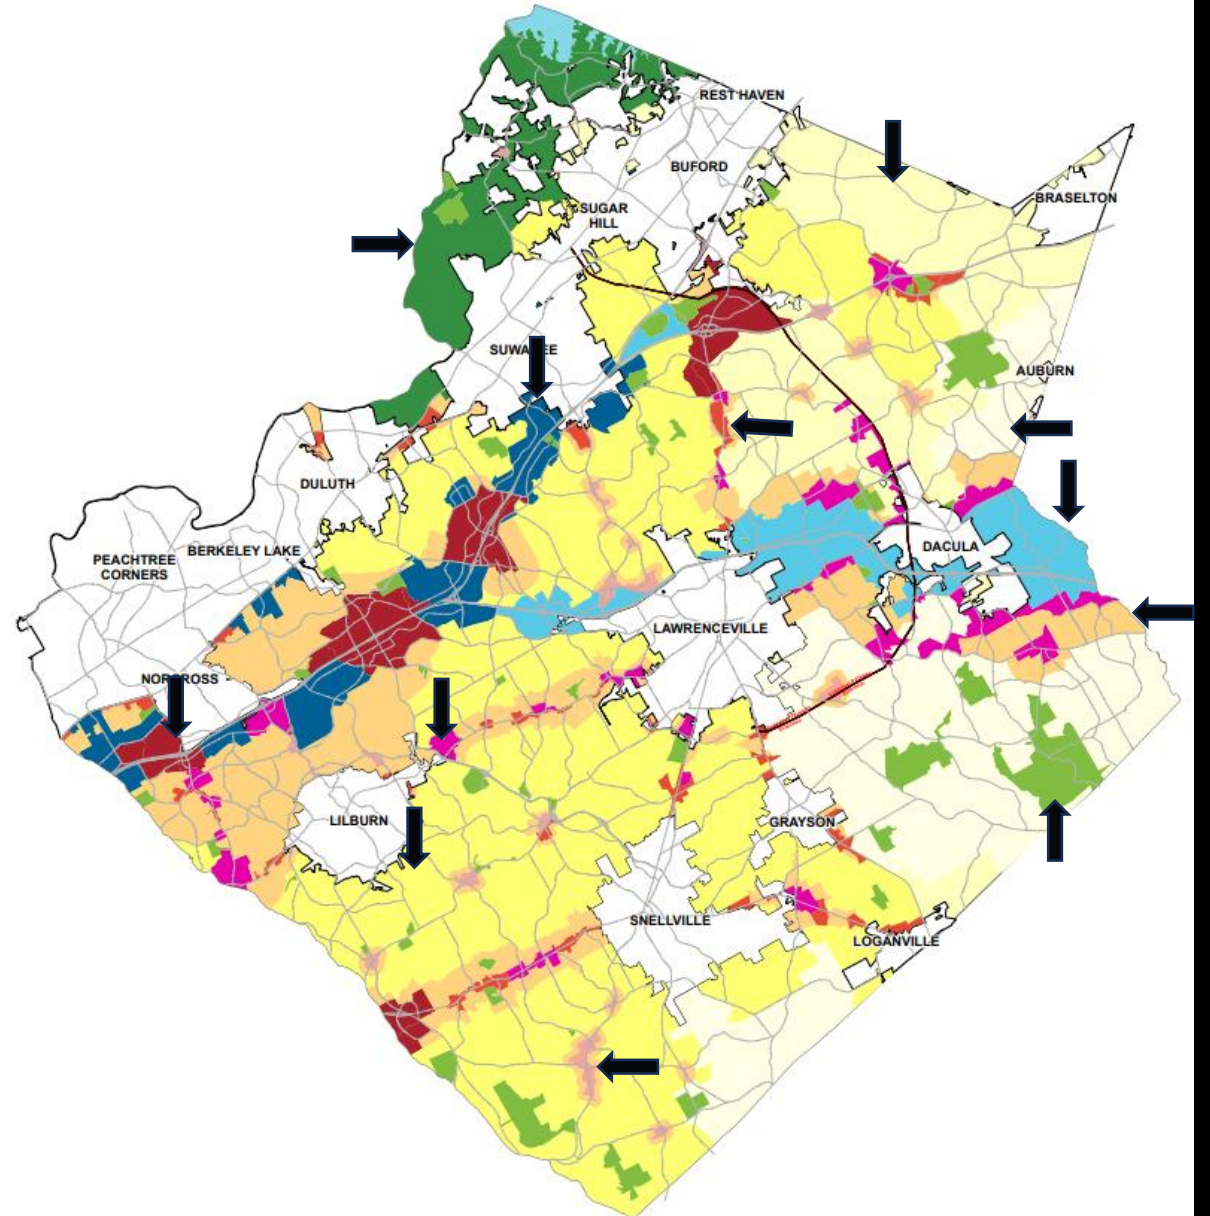 REST HAVEN
BUFORD
BRASELTON
SUGAR
HILL
SUWANEE
AUBURN
DULUTH
PEACHTREE
CORNERS
BERKELEY LAKE
DACULA
LAWRENCEVILLE
NORCROSS
LILBURN
GRAYSON
SNELLVILLE
LOGANVILLE